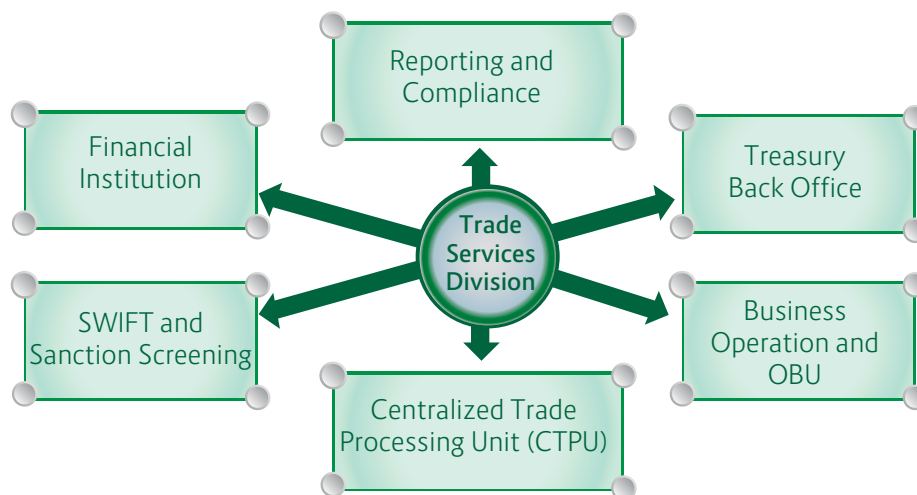 Reporting and
Compliance
Financial
Institution
Treasury
Back Office
Trade
Services
Division
SWIFT and
Sanction Screening
Business
Operation and
OBU
Centralized Trade
Processing Unit (CTPU)